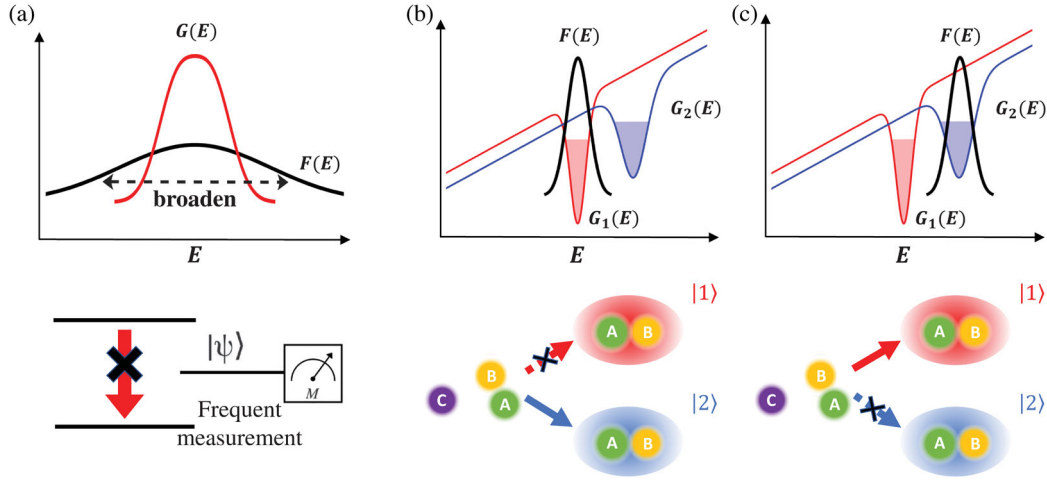 (a)
G(E)
F(E)
broaden
E
|ψ⟩
M
Frequent
measurement
(b)
F(E)
G₂(E)
G₁(E)
E
|1⟩
A B
B
C
A
|2⟩
A B
(c)
F(E)
G₂(E)
G₁(E)
E
|1⟩
A B
B
C
A
|2⟩
A B